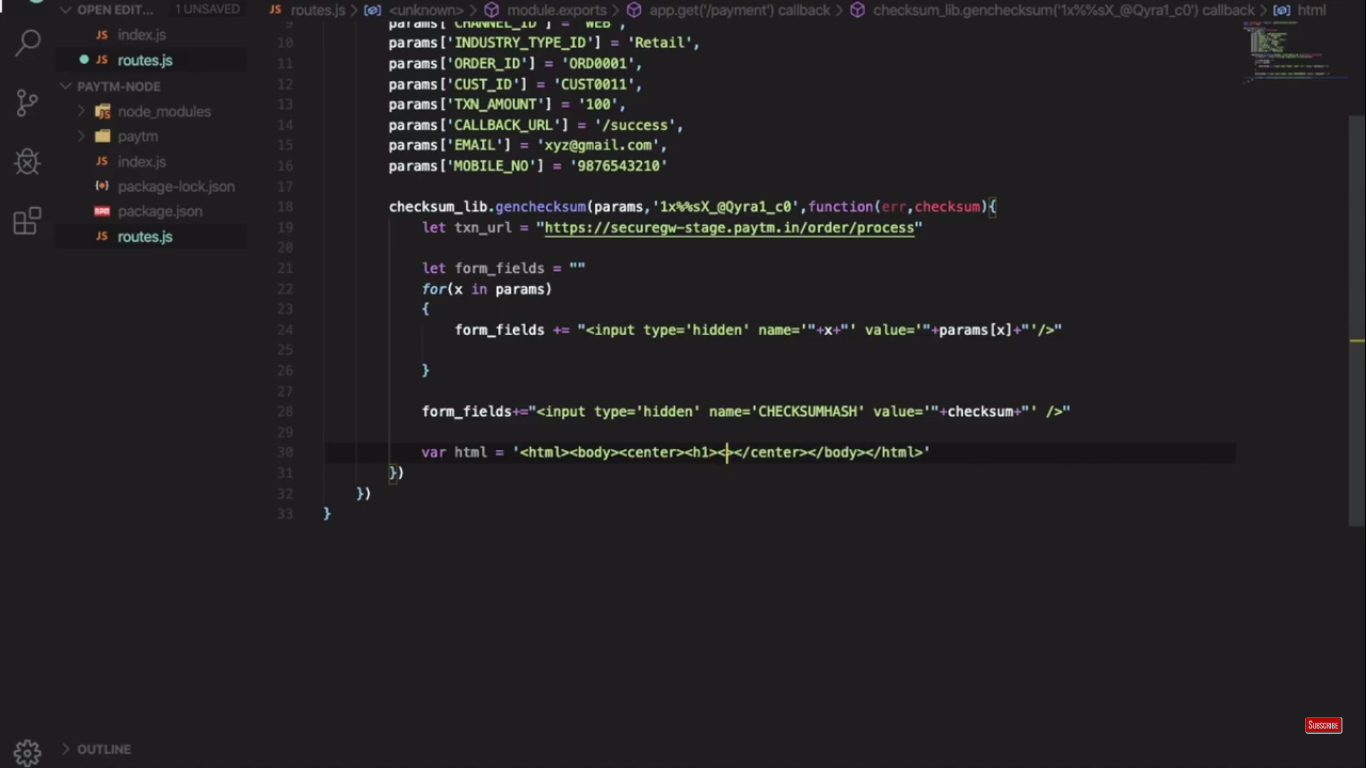 routes.js > <unknown> > module.exports > app.get('/payment') callback > checksum_lib.genchecksum('1x%%sX_@Qyra1_c0') callback > html
OPEN EDIT... 1 UNSAVED
JS index.js
JS routes.js
PAYTM-NODE
node_modules
paytm
JS index.js
package-lock.json
package.json
JS routes.js
9 params['CHANNEL_ID'] = 'WEB',
10 params['INDUSTRY_TYPE_ID'] = 'Retail',
11 params['ORDER_ID'] = 'ORD0001',
12 params['CUST_ID'] = 'CUST0011',
13 params['TXN_AMOUNT'] = '100',
14 params['CALLBACK_URL'] = '/success',
15 params['EMAIL'] = 'xyz@gmail.com',
16 params['MOBILE_NO'] = '9876543210'
17
18 checksum_lib.genchecksum(params,'1x%%sX_@Qyra1_c0',function(err,checksum){
19 let txn_url = "https://securegw-stage.paytm.in/order/process"
20
21 let form_fields = ""
22 for(x in params)
23 {
24 form_fields += "<input type='hidden' name='"+x+"' value='"+params[x]+"'/>"
25
26 }
27
28 form_fields+="<input type='hidden' name='CHECKSUMHASH' value='"+checksum+"' />"
29
30 var html = '<html><body><center><h1><></center></body></html>'
31 })
32 })
33 }
SUBSCRIBE
OUTLINE